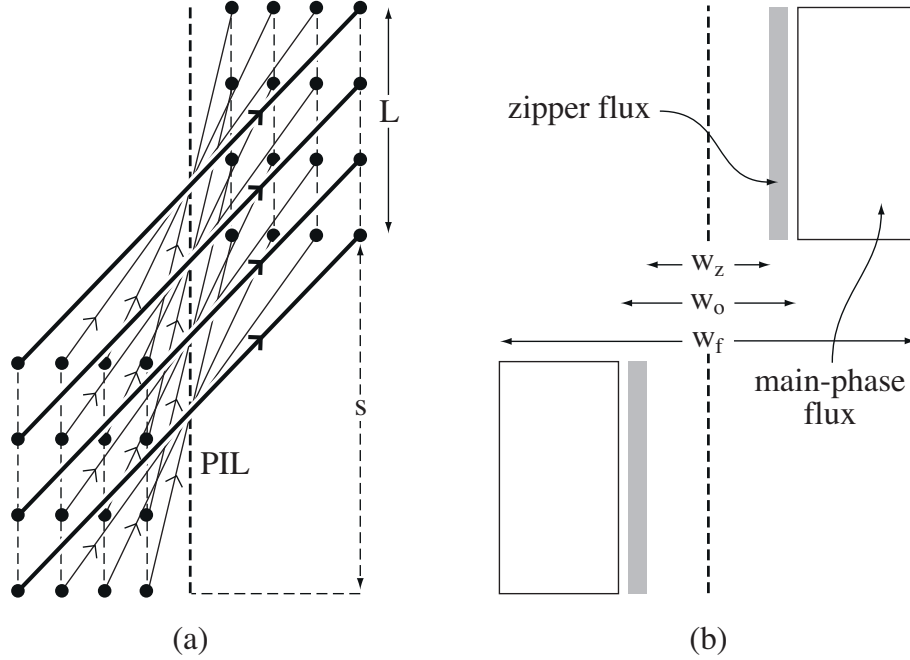 L
s
PIL
(a)
zipper flux
w_z
w_o
w_f
main-phase
flux
(b)